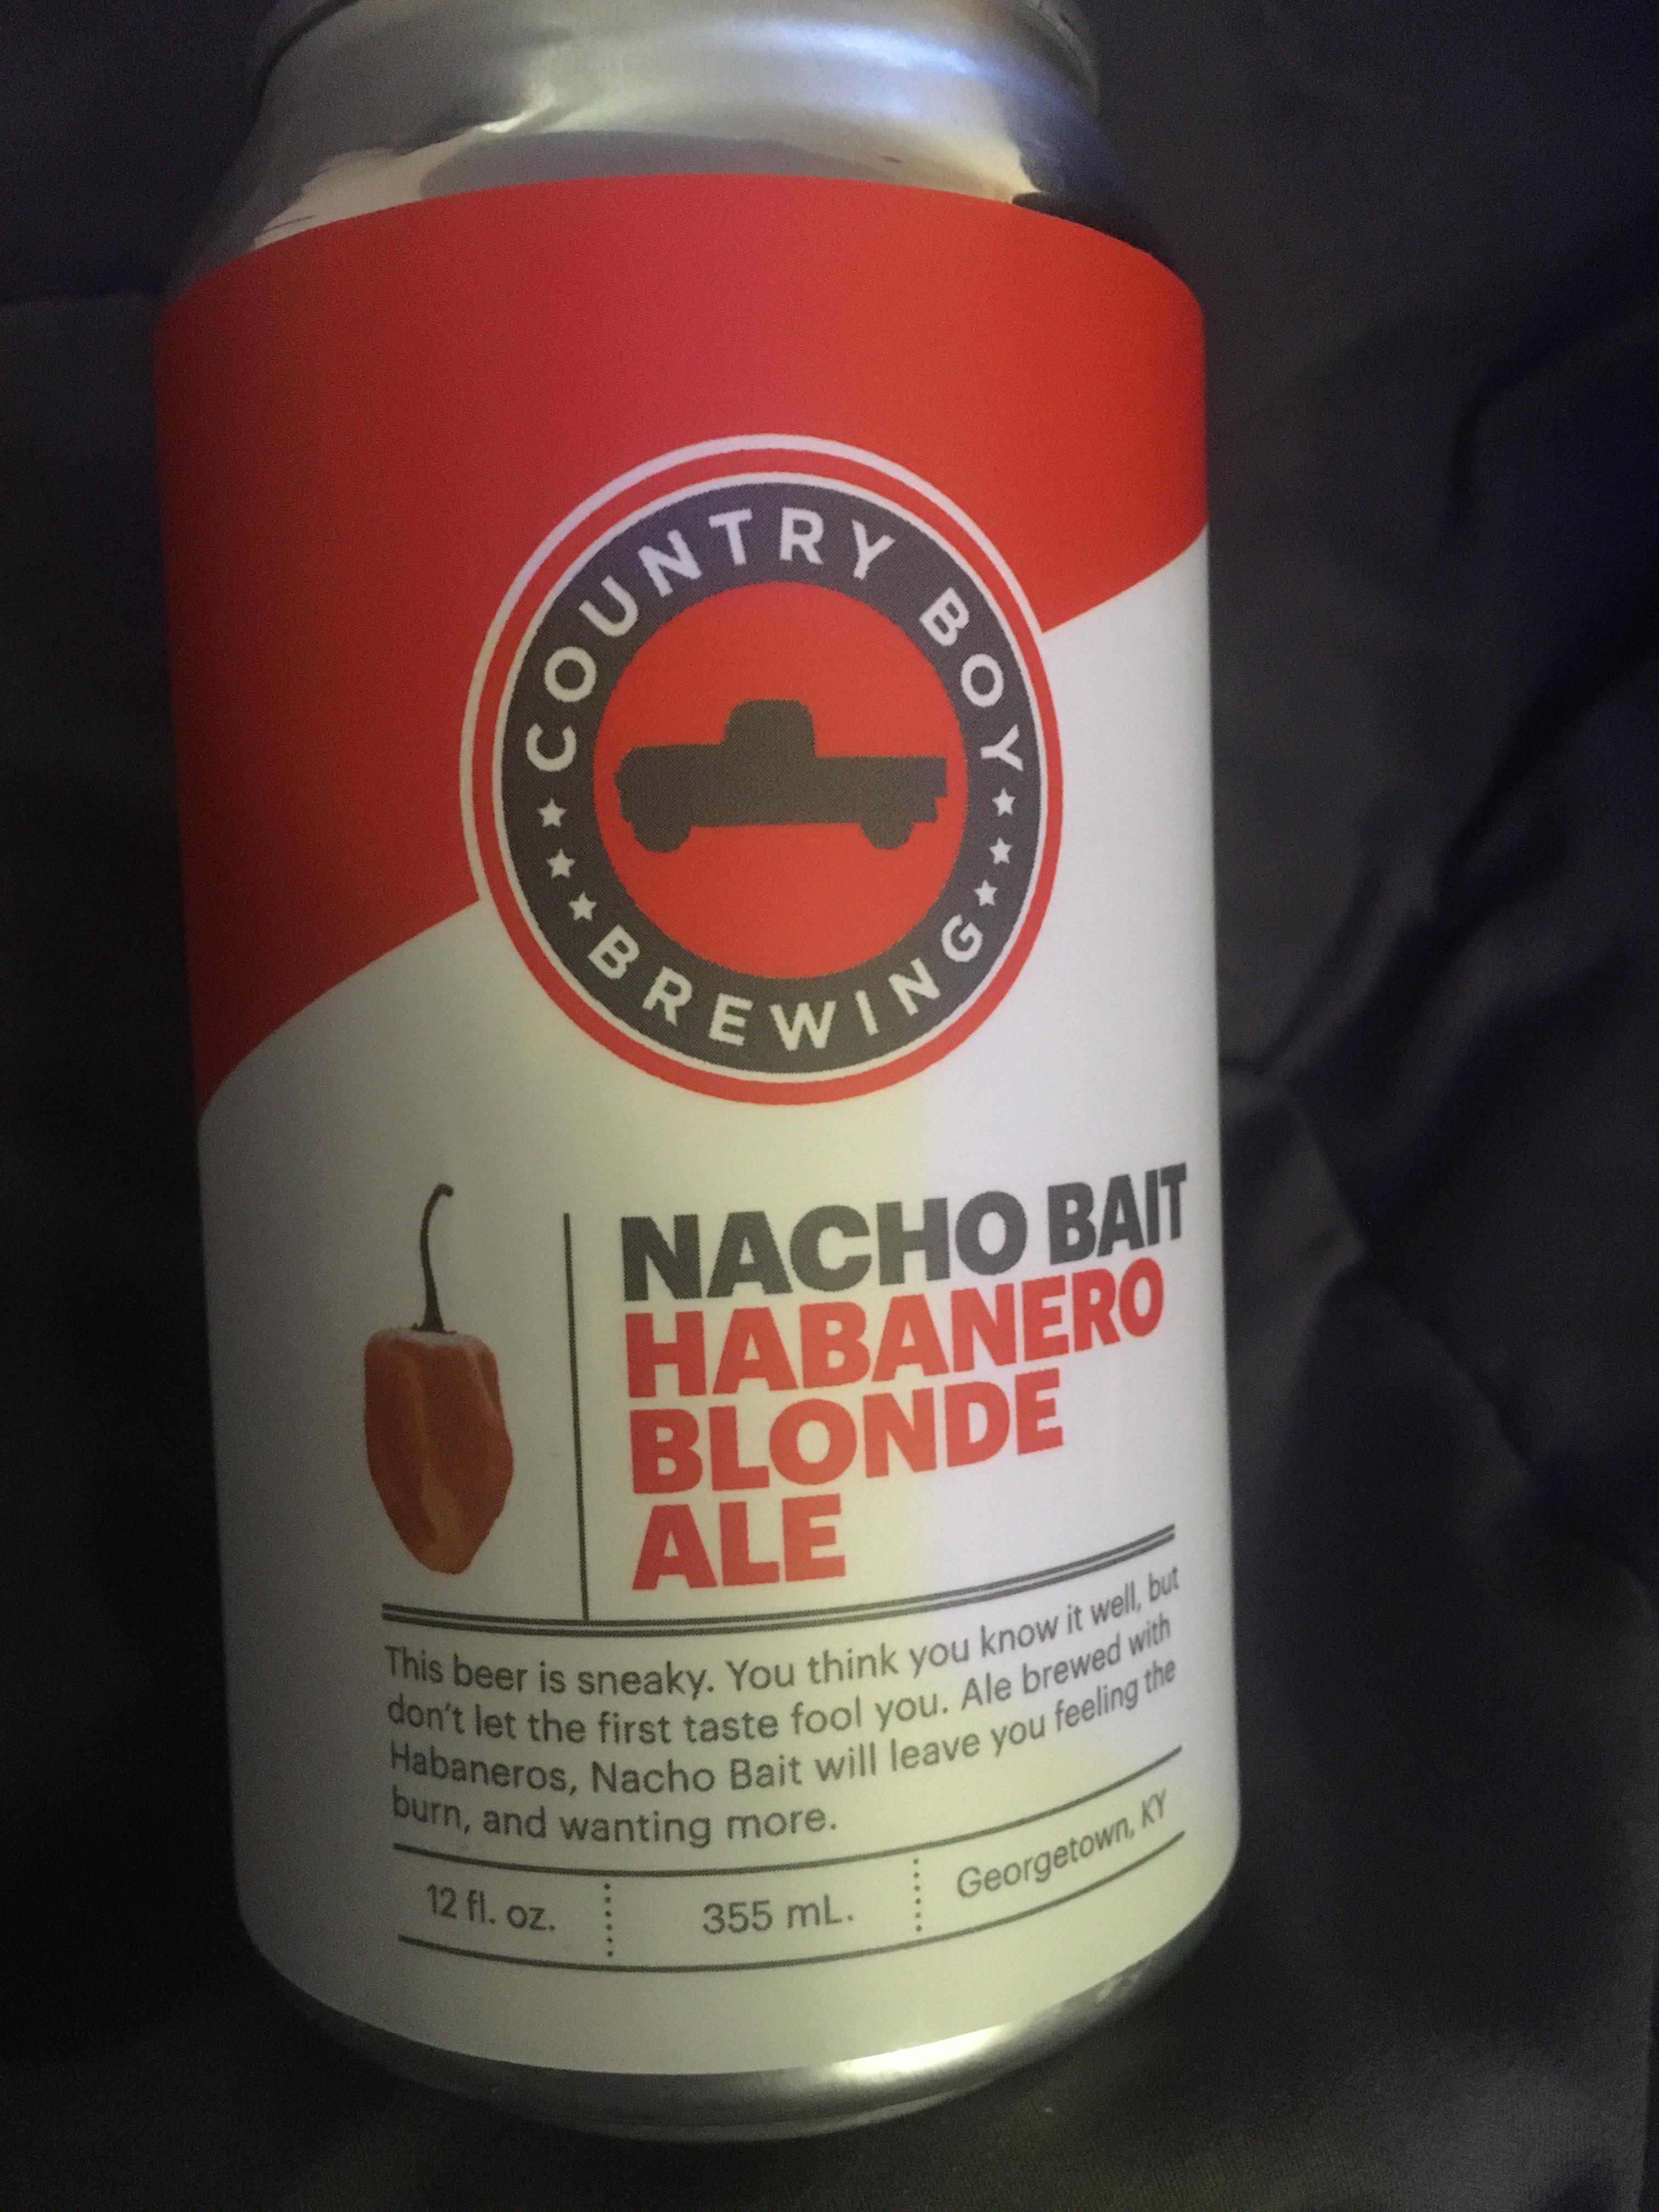 COUNTRY BOY
BREWING
NACHO BAIT
HABANERO
BLONDE
ALE
This beer is sneaky. You think you know it well, but
don't let the first taste fool you. Ale brewed with
Habaneros, Nacho Bait will leave you feeling the
burn, and wanting more.
12 fl. oz. 355 mL. Georgetown, KY